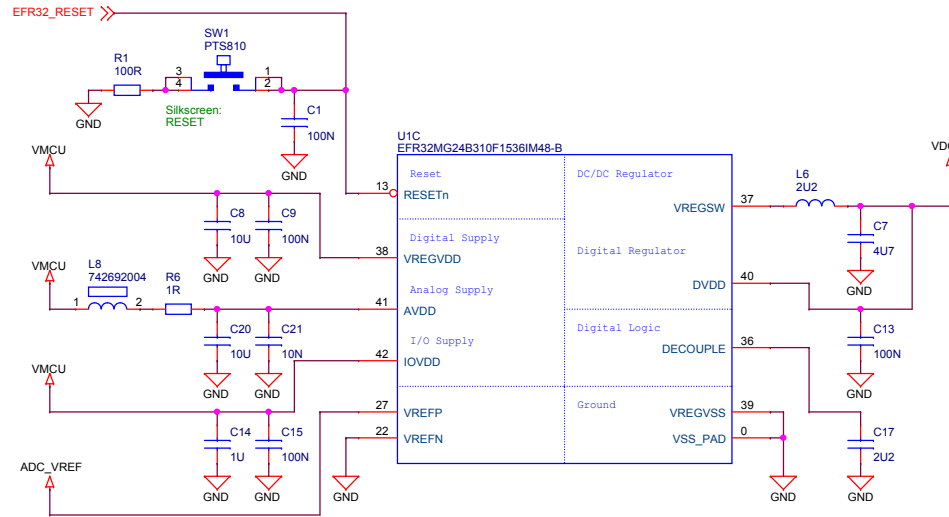 EFR32_RESET
SW1
PTS810
R1
100R
3
4
1
2
GND
Silkscreen:
RESET
C1
100N
GND
U1C
EFR32MG24B310F1536IM48-B
VMCU
Reset
DC/DC Regulator
13
RESETn
37
VREGSW
L6
2U2
VDC
C8
10U
C9
100N
C7
4U7
Digital Supply
Digital Regulator
38
VREGVDD
GND
GND
GND
VMCU
L8
742692004
R6
1R
1
2
Analog Supply
41
AVDD
40
DVDD
C20
10U
C21
10N
C13
100N
I/O Supply
Digital Logic
42
IOVDD
36
DECOUPLE
GND
GND
GND
VMCU
27
VREFP
Ground
39
VREGVSS
C14
1U
C15
100N
22
VREFN
0
VSS_PAD
C17
2U2
ADC_VREF
GND
GND
GND
GND
GND